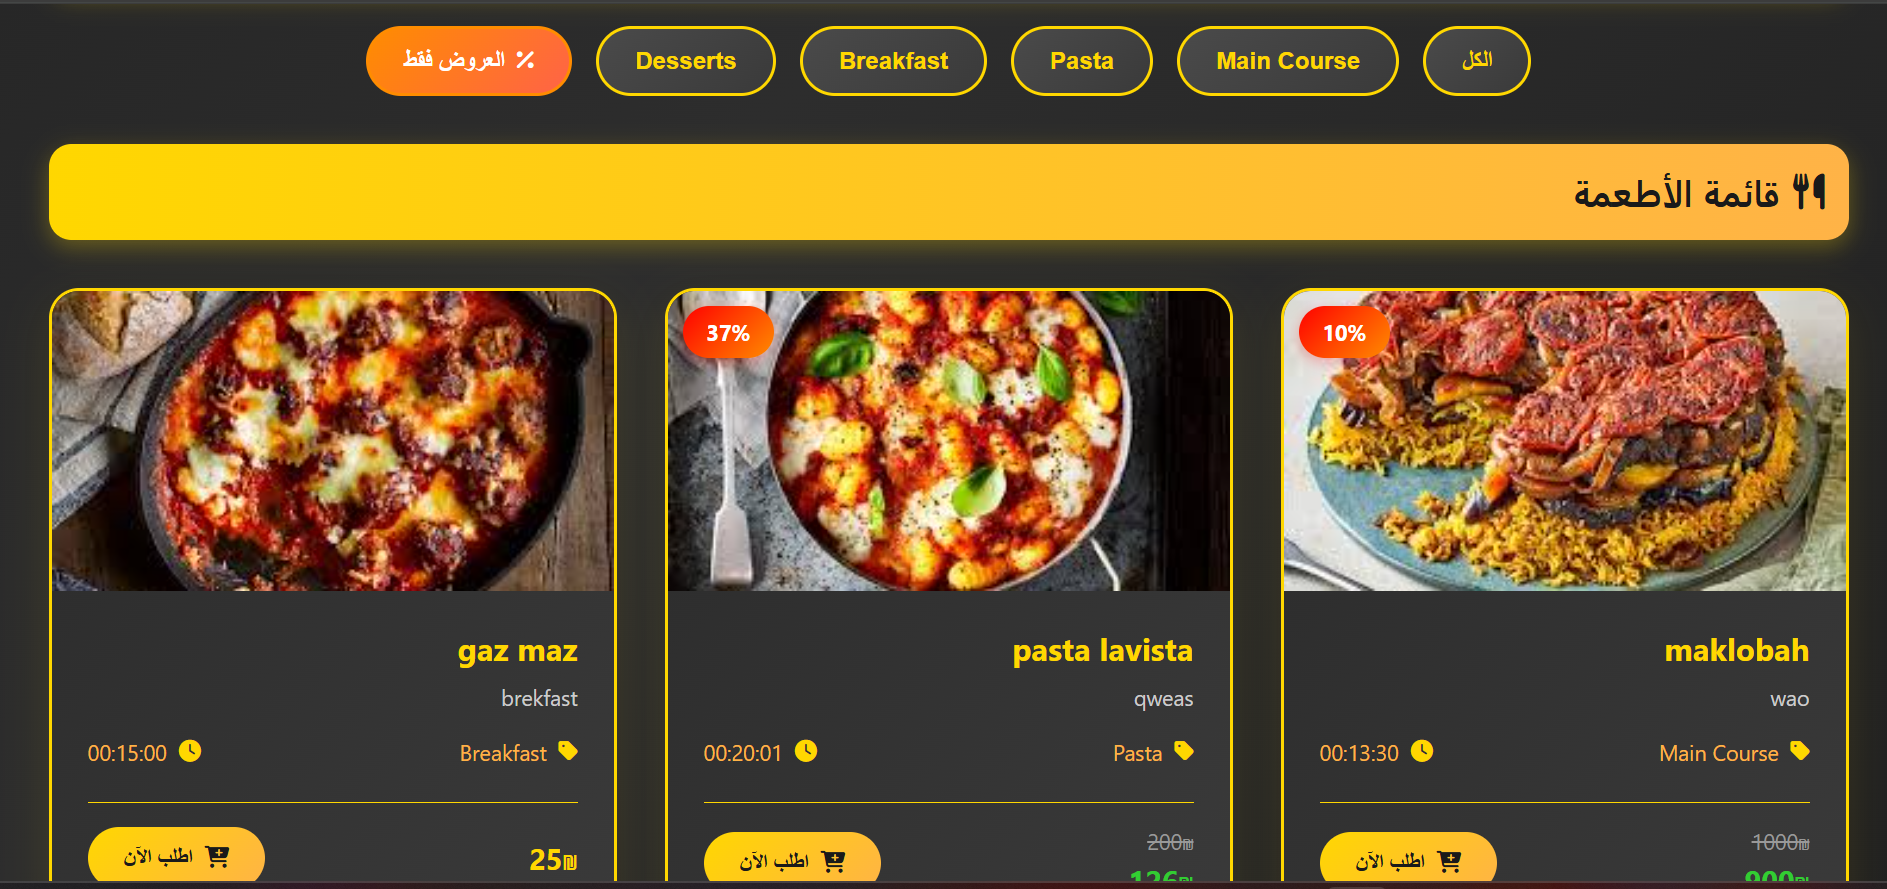 الكل
Main Course
Pasta
Breakfast
Desserts
العروض فقط
قائمة الأطعمة
10%
maklobah
wao
Main Course
00:13:30
1000₪
900₪
اطلب الآن
37%
pasta lavista
qweas
Pasta
00:20:01
200₪
126₪
اطلب الآن
gaz maz
brekfast
Breakfast
00:15:00
25₪
اطلب الآن